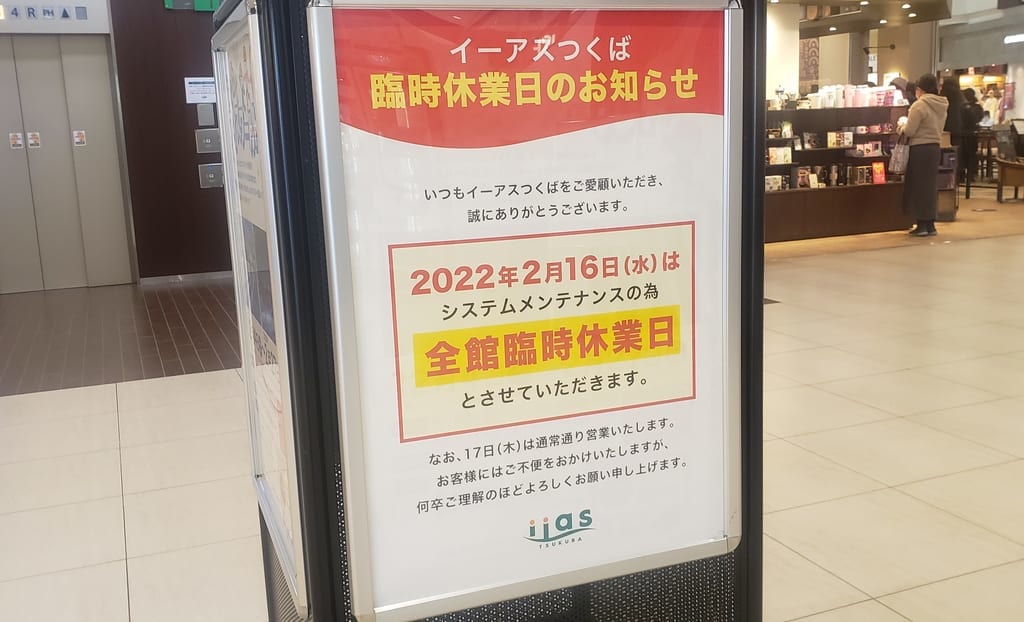 4 R PH
イーアスつくば
臨時休業日のお知らせ
いつもイーアスつくばをご愛顧いただき、
誠にありがとうございます。
2022年2月16日(水)は
システムメンテナンスの為
全館臨時休業日
とさせていただきます。
なお、17日(木)は通常通り営業いたします。
お客様にはご不便をおかけいたしますが、
何卒ご理解のほどよろしくお願い申し上げます。
iias
TSUKUBA